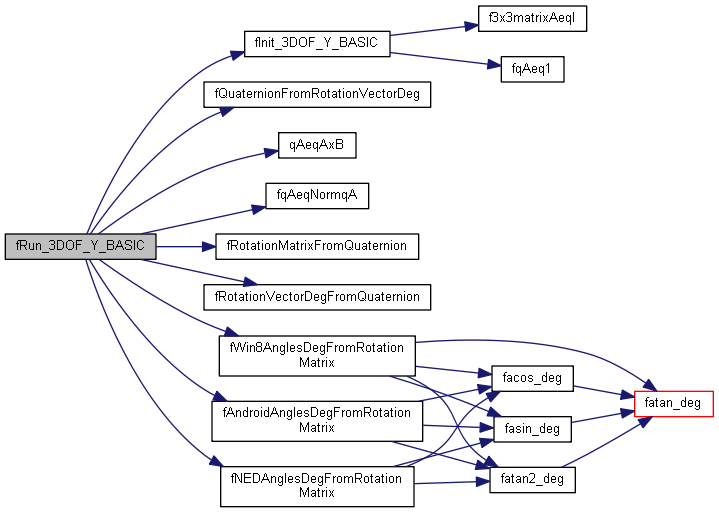 fRun_3DOF_Y_BASIC
fInit_3DOF_Y_BASIC
f3x3matrixAeqI
fqAeq1
fQuaternionFromRotationVectorDeg
qAeqAxB
fqAeqNormqA
fRotationMatrixFromQuaternion
fRotationVectorDegFromQuaternion
fWin8AnglesDegFromRotation
Matrix
fAndroidAnglesDegFromRotation
Matrix
fNEDAnglesDegFromRotation
Matrix
facos_deg
fasin_deg
fatan2_deg
fatan_deg